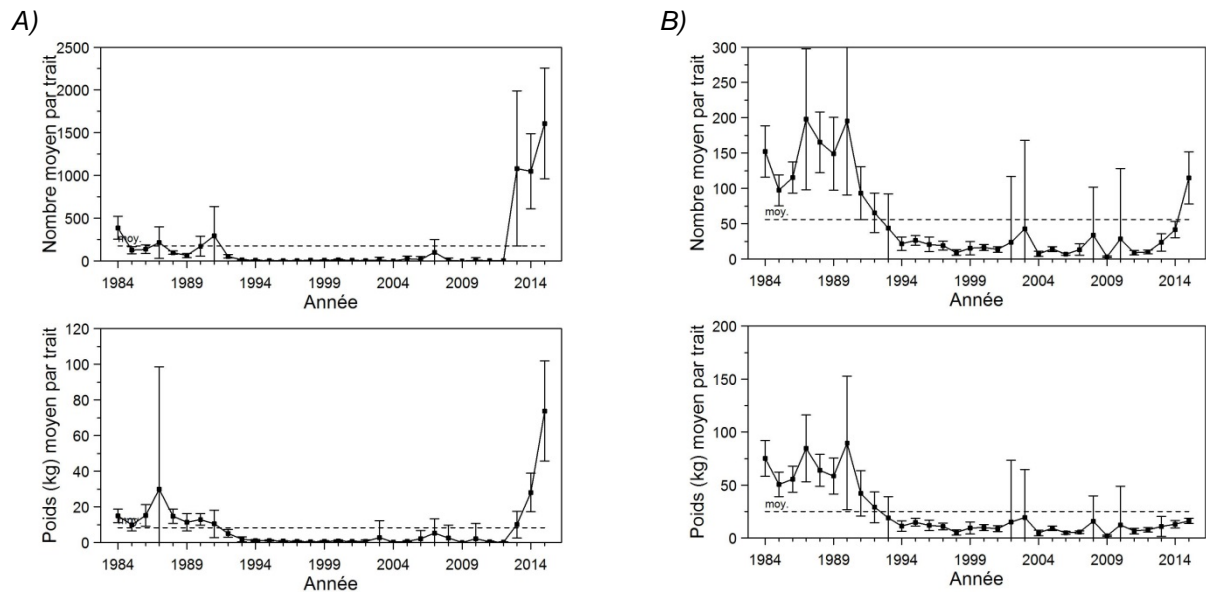 A)
Nombre moyen par trait
2500
2000
1500
1000
500
0
moy.
1984 1989 1994 1999 2004 2009 2014
Année
Poids (kg) moyen par trait
120
100
80
60
40
20
0
moy.
1984 1989 1994 1999 2004 2009 2014
Année
B)
Nombre moyen par trait
300
250
200
150
100
50
0
moy.
1984 1989 1994 1999 2004 2009 2014
Année
Poids (kg) moyen par trait
200
150
100
50
25
0
moy.
1984 1989 1994 1999 2004 2009 2014
Année